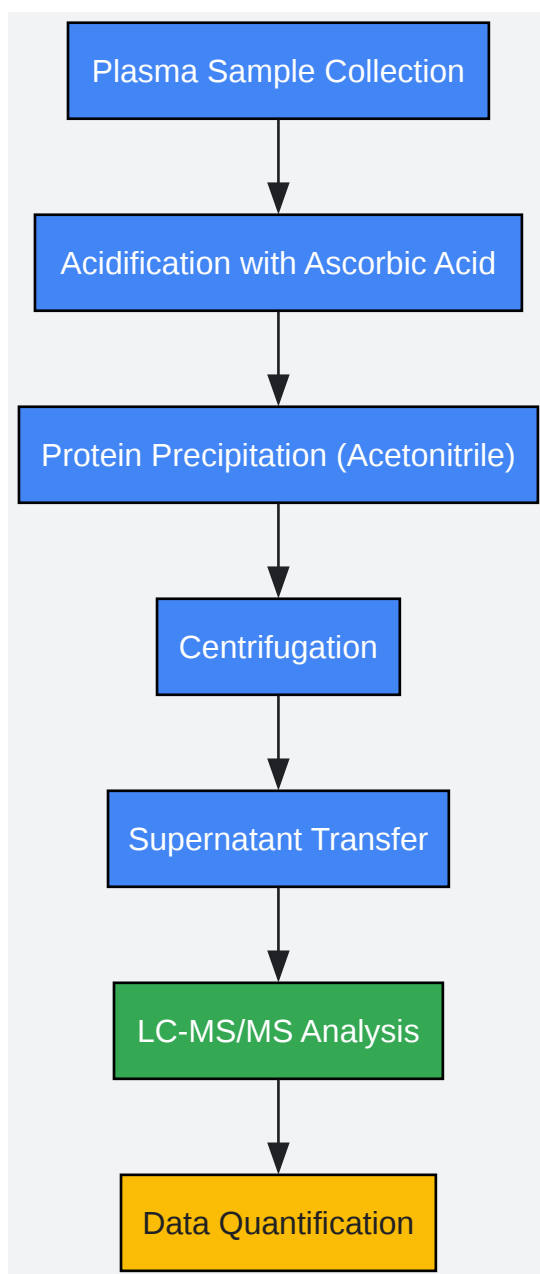 Plasma Sample Collection
Acidification with Ascorbic Acid
Protein Precipitation (Acetonitrile)
Centrifugation
Supernatant Transfer
LC-MS/MS Analysis
Data Quantification